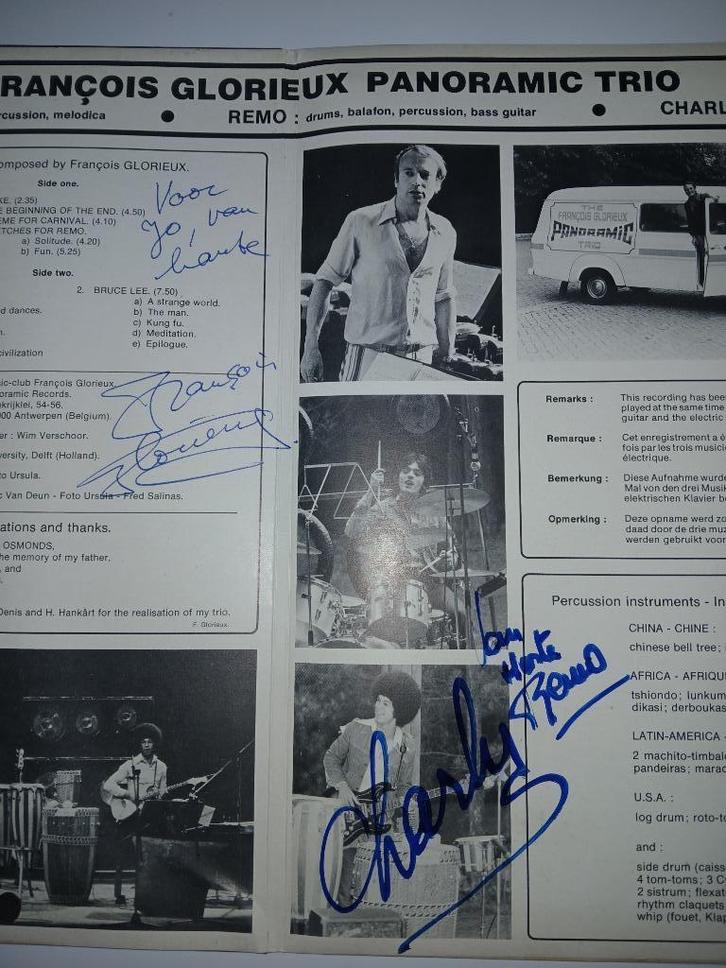 RANÇOIS GLORIEUX PANORAMIC TRIO
rcussion, melodica ● REMO : drums, balafon, percussion, bass guitar ● CHARL
omposed by François GLORIEUX.
Side one.
KE. (2.35)
E BEGINNING OF THE END. (4.50)
EME FOR CARNIVAL. (4.10)
ETCHES FOR REMO.
a) Solitude. (4.20)
b) Fun. (5.25)
Voor
Jo, van
harte
Side two.
2. BRUCE LEE. (7.50)
a) A strange world.
b) The man.
c) Kung fu.
d) Meditation.
e) Epilogue.
d dances.
n.
civilization
sic-club François Glorieux,
oramic Records.
nkrijklei, 54-56.
000 Antwerpen (Belgium).
er : Wim Verschoor.
versity, Delft (Holland).
to Ursula.
c Van Deun - Foto Ursula - Fred Salinas.
François
Glorieux
ations and thanks.
OSMONDS,
he memory of my father,
, and
s.
Denis and H. Hankârt for the realisation of my trio.
F. Glorieux.
THE
FRANÇOIS GLORIEUX
PANORAMIC
TRIO
Remarks : This recording has bee
played at the same time
guitar and the electric
Remarque : Cet enregistrement a é
fois par les trois musici
électrique.
Bemerkung : Diese Aufnahme wurde
Mal von den drei Musik
elektrischen Klavier be
Opmerking : Deze opname werd zo
daad door de drie muz
werden gebruikt voor
van
Harte
Remo
Charly
Percussion instruments - In
CHINA - CHINE :
chinese bell tree; 
AFRICA - AFRIQU
tshiondo; lunkum
dikasi; derboukas
LATIN-AMERICA -
2 machito-timbale
pandeiras; marac
U.S.A. :
log drum; roto-to
and :
side drum (caiss
4 tom-toms; 3 C
2 sistrum; flexat
rhythm claquets
whip (fouet, Klap